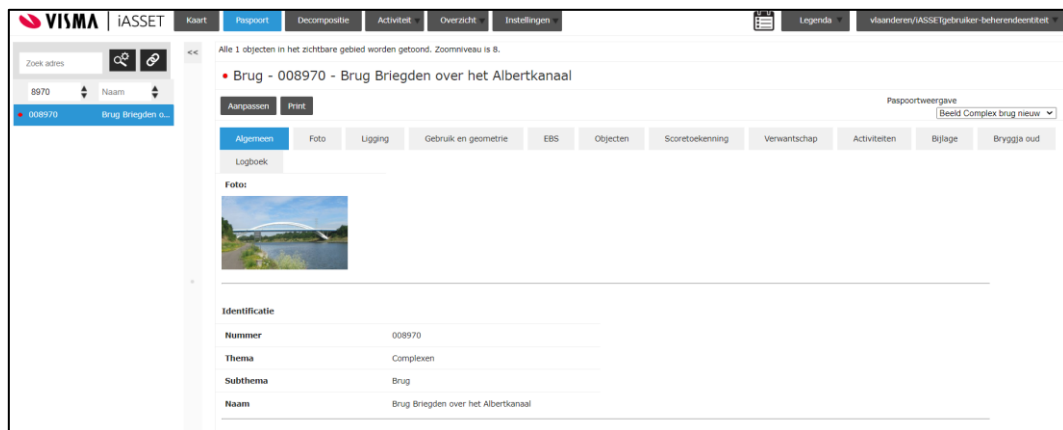 VISMA | iASSET Kaart Paspoort Decompositie Activiteit Overzicht Instellingen Legenda vlaanderen/iASSETgebruiker-beherendeentiteit
<< Alle 1 objecten in het zichtbare gebied worden getoond. Zoomniveau is 8.
Zoek adres
Brug - 008970 - Brug Briegden over het Albertkanaal
8970 Naam
008970 Brug Briegden o...
Aanpassen Print
Paspoortweergave
Beeld Complex brug nieuw
Algemeen Foto Ligging Gebruik en geometrie EBS Objecten Scoretoekenning Verwantschap Activiteiten Bijlage Bryggja oud
Logboek
Foto:
Identificatie
Nummer 008970
Thema Complexen
Subthema Brug
Naam Brug Briegden over het Albertkanaal